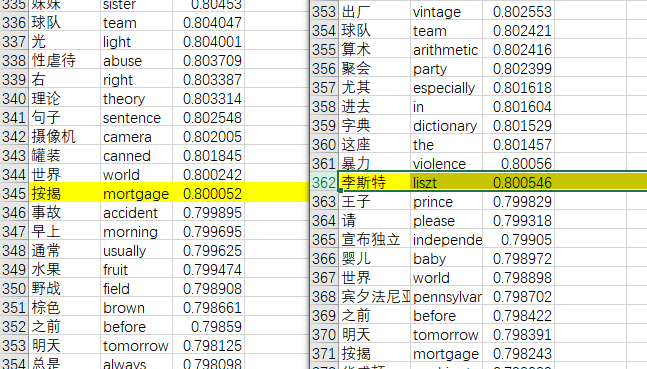 335 妹妹 sister 0.80453
336 球队 team 0.804047
337 光 light 0.804001
338 性虐待 abuse 0.803709
339 右 right 0.803387
340 理论 theory 0.803314
341 句子 sentence 0.802548
342 摄像机 camera 0.802005
343 罐装 canned 0.801845
344 世界 world 0.800242
345 按揭 mortgage 0.800052
346 事故 accident 0.799895
347 早上 morning 0.799695
348 通常 usually 0.799625
349 水果 fruit 0.799474
350 野战 field 0.798908
351 棕色 brown 0.798661
352 之前 before 0.79859
353 明天 tomorrow 0.798125
354 总是 always 0.798098
353 出厂 vintage 0.802553
354 球队 team 0.802421
355 算术 arithmetic 0.802416
356 聚会 party 0.802399
357 尤其 especially 0.801618
358 进去 in 0.801604
359 字典 dictionary 0.801529
360 这座 the 0.801457
361 暴力 violence 0.80056
362 李斯特 liszt 0.800546
363 王子 prince 0.799829
364 请 please 0.799318
365 宣布独立 independe 0.79905
366 婴儿 baby 0.798972
367 世界 world 0.798898
368 宾夕法尼亚 pennsylvar 0.798702
369 之前 before 0.798422
370 明天 tomorrow 0.798391
371 按揭 mortgage 0.798243